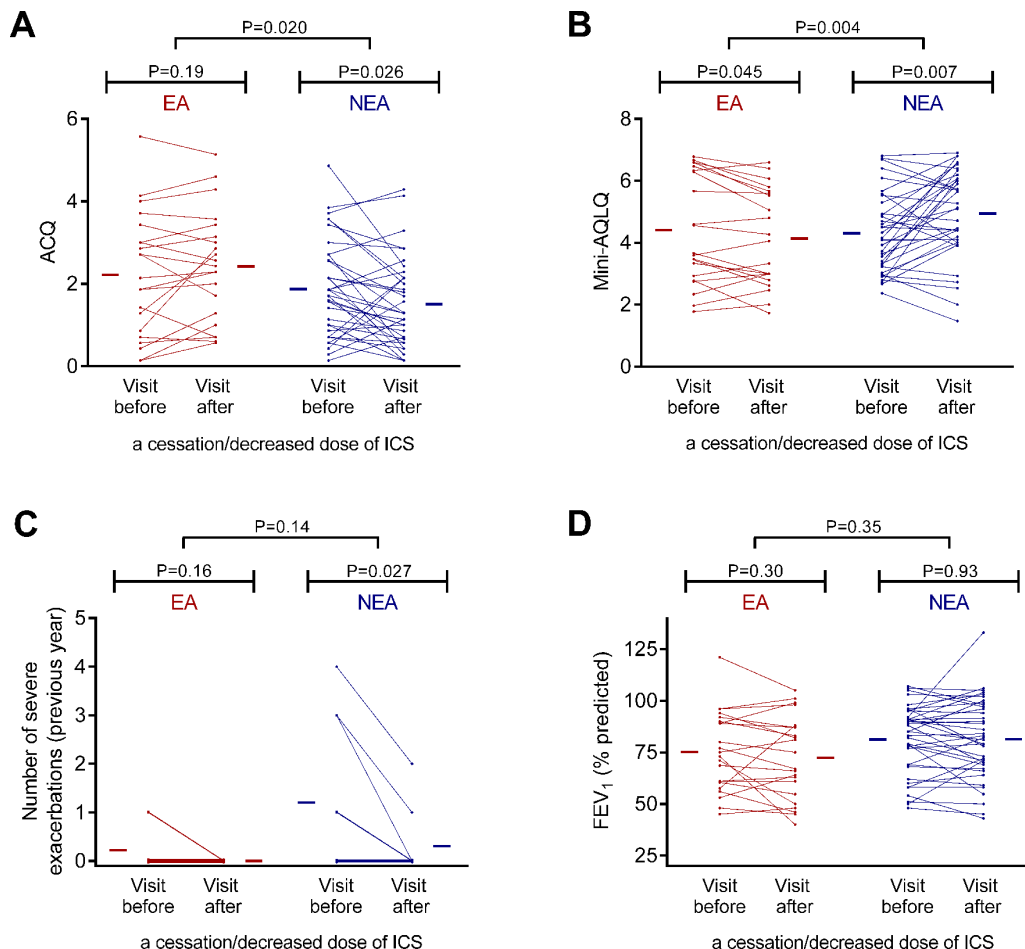 A
P=0.020
P=0.19
P=0.026
EA
NEA
ACQ
6
4
2
0
Visit before
Visit after
Visit before
Visit after
a cessation/decreased dose of ICS
B
P=0.004
P=0.045
P=0.007
EA
NEA
Mini-AQLQ
8
6
4
2
0
Visit before
Visit after
Visit before
Visit after
a cessation/decreased dose of ICS
C
P=0.14
P=0.16
P=0.027
EA
NEA
Number of severe
exacerbations (previous year)
5
4
3
2
1
0
Visit before
Visit after
Visit before
Visit after
a cessation/decreased dose of ICS
D
P=0.35
P=0.30
P=0.93
EA
NEA
FEV₁ (% predicted)
125
100
75
50
25
Visit before
Visit after
Visit before
Visit after
a cessation/decreased dose of ICS